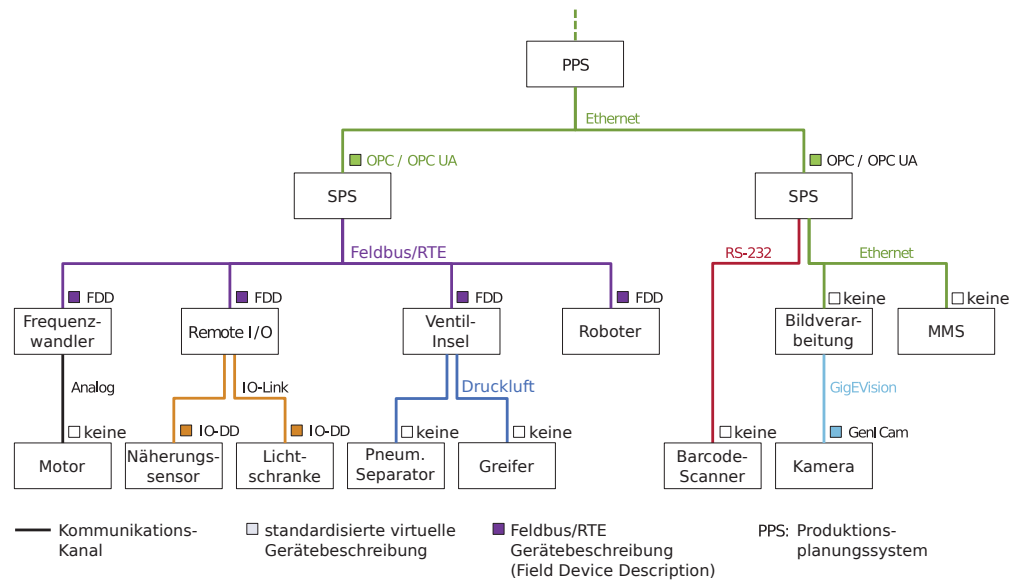 PPS
Ethernet
OPC / OPC UA
OPC / OPC UA
SPS
SPS
Feldbus/RTE
RS-232
Ethernet
FDD
FDD
FDD
FDD
keine
keine
Frequenz-
wandler
Remote I/O
Ventil-
Insel
Roboter
Bildverar-
beitung
MMS
Analog
IO-Link
Druckluft
GigEVision
keine
IO-DD
IO-DD
keine
keine
keine
GenICam
Motor
Näherungs-
sensor
Licht-
schranke
Pneum.
Separator
Greifer
Barcode-
Scanner
Kamera
Kommunikations-
Kanal
standardisierte virtuelle
Gerätebeschreibung
Feldbus/RTE
Gerätebeschreibung
(Field Device Description)
PPS: Produktions-
planungssystem